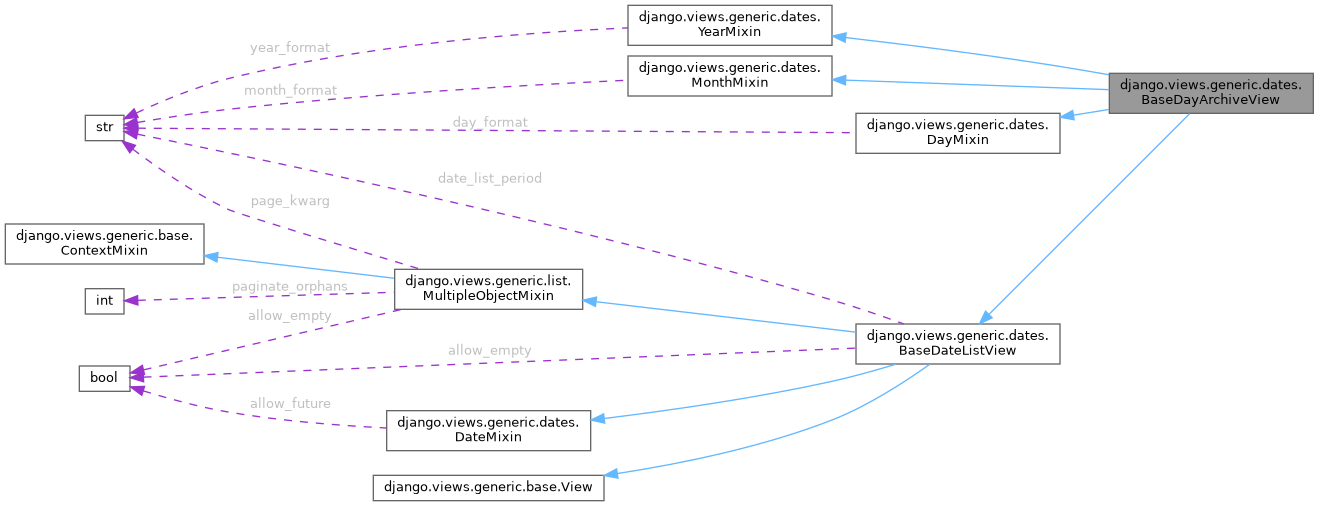 django.views.generic.dates.
YearMixin
year_format
django.views.generic.dates.
MonthMixin
month_format
django.views.generic.dates.
BaseDayArchiveView
str
day_format
django.views.generic.dates.
DayMixin
date_list_period
page_kwarg
django.views.generic.base.
ContextMixin
django.views.generic.list.
MultipleObjectMixin
int
paginate_orphans
allow_empty
django.views.generic.dates.
BaseDateListView
allow_empty
bool
allow_future
django.views.generic.dates.
DateMixin
django.views.generic.base.View